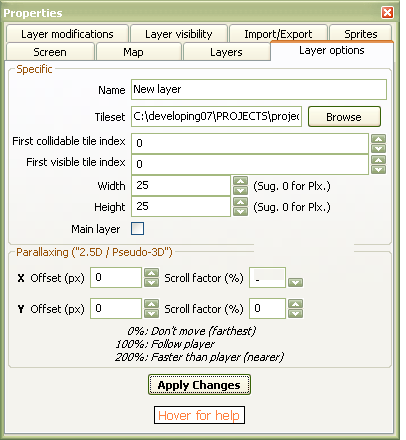 Properties
Layer modifications Layer visibility Import/Export Sprites
Screen Map Layers Layer options
Specific
Name New layer
Tileset C:\developing07\PROJECTS\projec Browse
First collidable tile index 0
First visible tile index 0
Width 25 (Sug. 0 for Plx.)
Height 25 (Sug. 0 for Plx.)
Main layer
Parallaxing ("2.5D / Pseudo-3D")
X Offset (px) 0 Scroll factor (%) -
Y Offset (px) 0 Scroll factor (%) 0
0%: Don't move (farthest)
100%: Follow player
200%: Faster than player (nearer)
Apply Changes
Hover for help